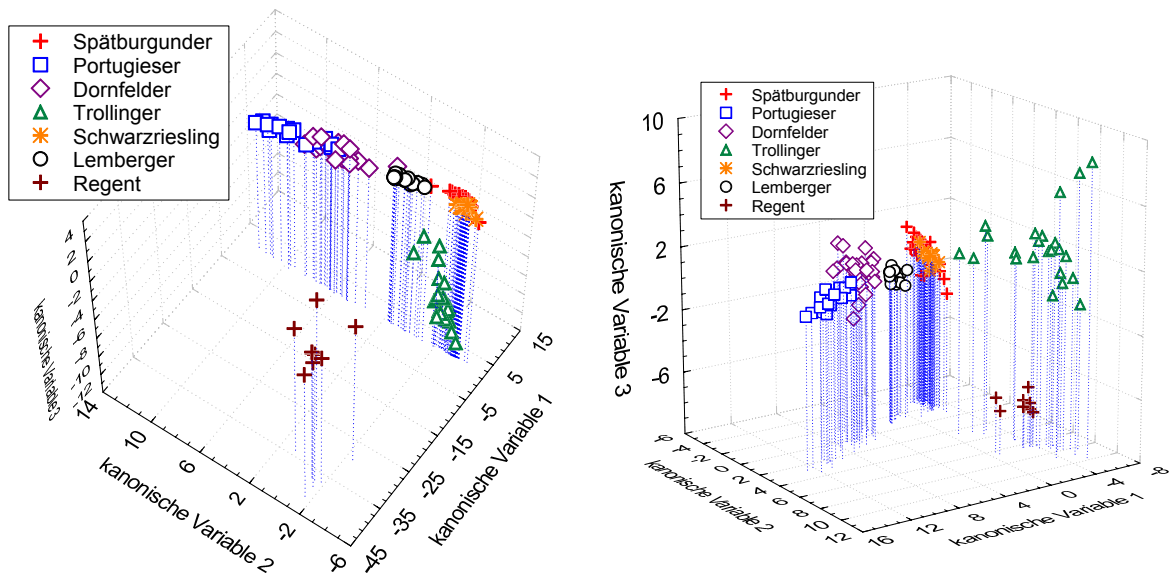 Spätburgunder
Portugieser
Dornfelder
Trollinger
Schwarzriesling
Lemberger
Regent
4
2
0
-2
-4
-6
-8
-10
-12
kanonische Variable 3
14
10
6
2
-2
-6
kanonische Variable 2
-45
-35
-25
-15
-5
5
15
kanonische Variable 1
Spätburgunder
Portugieser
Dornfelder
Trollinger
Schwarzriesling
Lemberger
Regent
10
6
2
-2
-6
kanonische Variable 3
-6
-4
-2
0
2
4
6
8
10
12
kanonische Variable 2
16
12
8
4
0
-4
-8
kanonische Variable 1